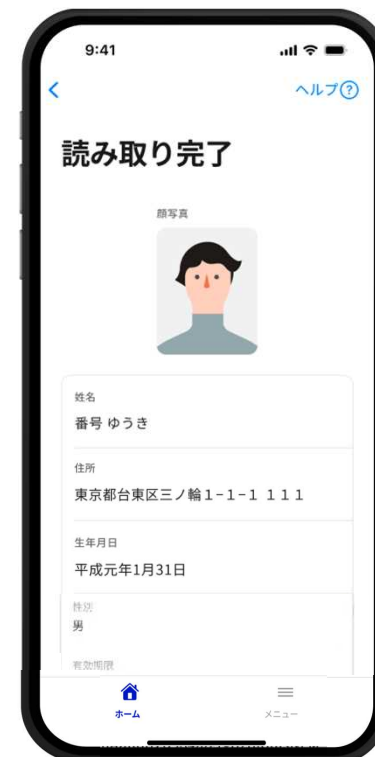 9:41
ヘルプ?
読み取り完了
顔写真
姓名
番号 ゆうき
住所
東京都台東区三ノ輪１−１−１ １１１
生年月日
平成元年1月31日
性別
男
有効期限
ホーム
メニュー